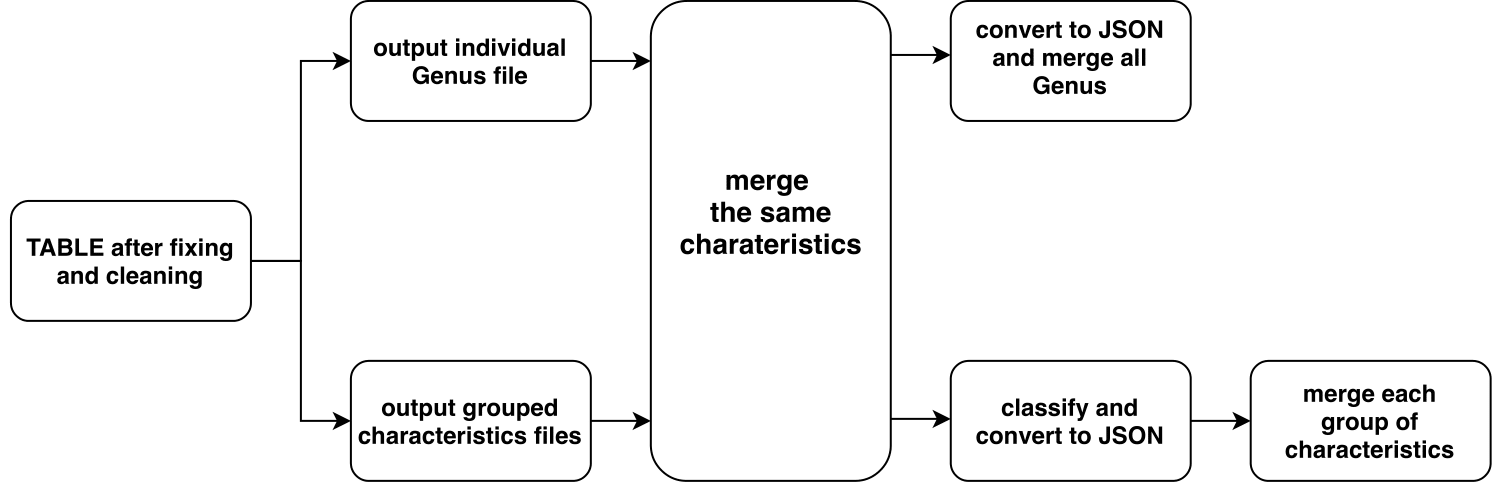 output individual
Genus file
convert to JSON
and merge all
Genus
merge
the same
charateristics
TABLE after fixing
and cleaning
output grouped
characteristics files
classify and
convert to JSON
merge each
group of
characteristics